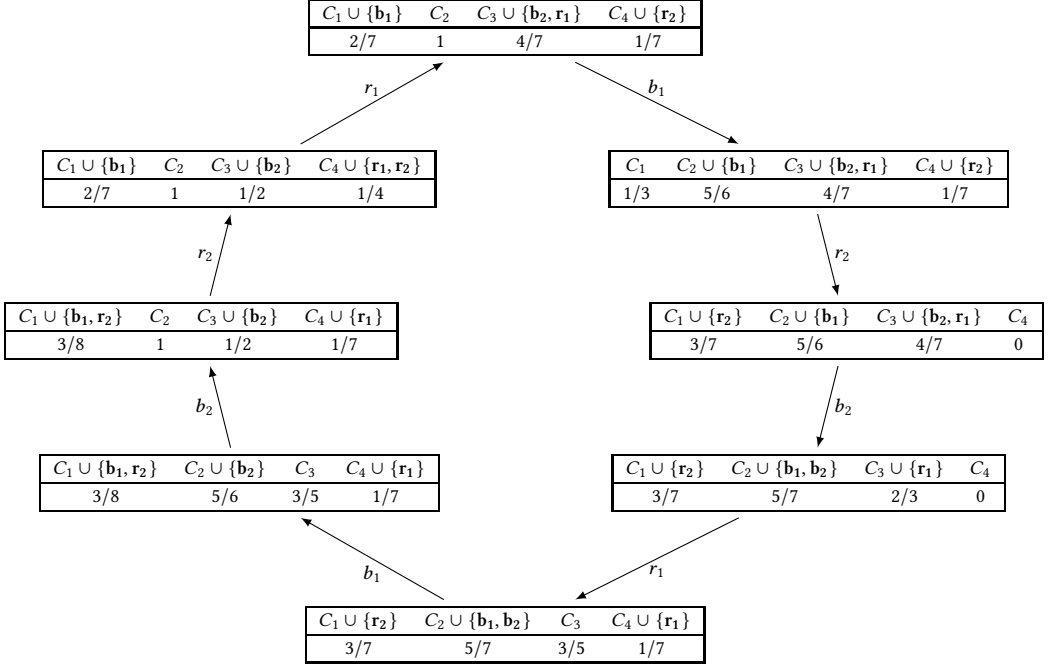 C₁ ∪ {b₁} C₂ C₃ ∪ {b₂, r₁} C₄ ∪ {r₂}
2/7 1 4/7 1/7
r₁ b₁
C₁ ∪ {b₁} C₂ C₃ ∪ {b₂} C₄ ∪ {r₁, r₂}
2/7 1 1/2 1/4
C₁ C₂ ∪ {b₁} C₃ ∪ {b₂, r₁} C₄ ∪ {r₂}
1/3 5/6 4/7 1/7
r₂ r₂
C₁ ∪ {b₁, r₂} C₂ C₃ ∪ {b₂} C₄ ∪ {r₁}
3/8 1 1/2 1/7
C₁ ∪ {r₂} C₂ ∪ {b₁} C₃ ∪ {b₂, r₁} C₄
3/7 5/6 4/7 0
b₂ b₂
C₁ ∪ {b₁, r₂} C₂ ∪ {b₂} C₃ C₄ ∪ {r₁}
3/8 5/6 3/5 1/7
C₁ ∪ {r₂} C₂ ∪ {b₁, b₂} C₃ ∪ {r₁} C₄
3/7 5/7 2/3 0
b₁ r₁
C₁ ∪ {r₂} C₂ ∪ {b₁, b₂} C₃ C₄ ∪ {r₁}
3/7 5/7 3/5 1/7